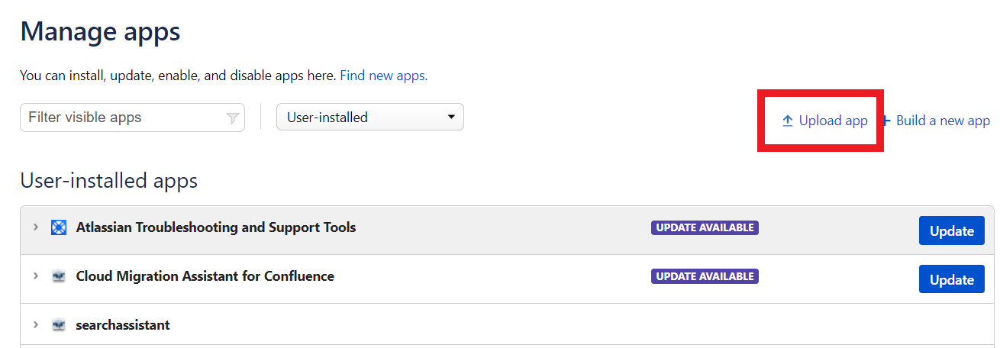 Manage apps
You can install, update, enable, and disable apps here. Find new apps.
Filter visible apps
User-installed
Upload app
+ Build a new app
User-installed apps
Atlassian Troubleshooting and Support Tools
UPDATE AVAILABLE
Update
Cloud Migration Assistant for Confluence
UPDATE AVAILABLE
Update
searchassistant